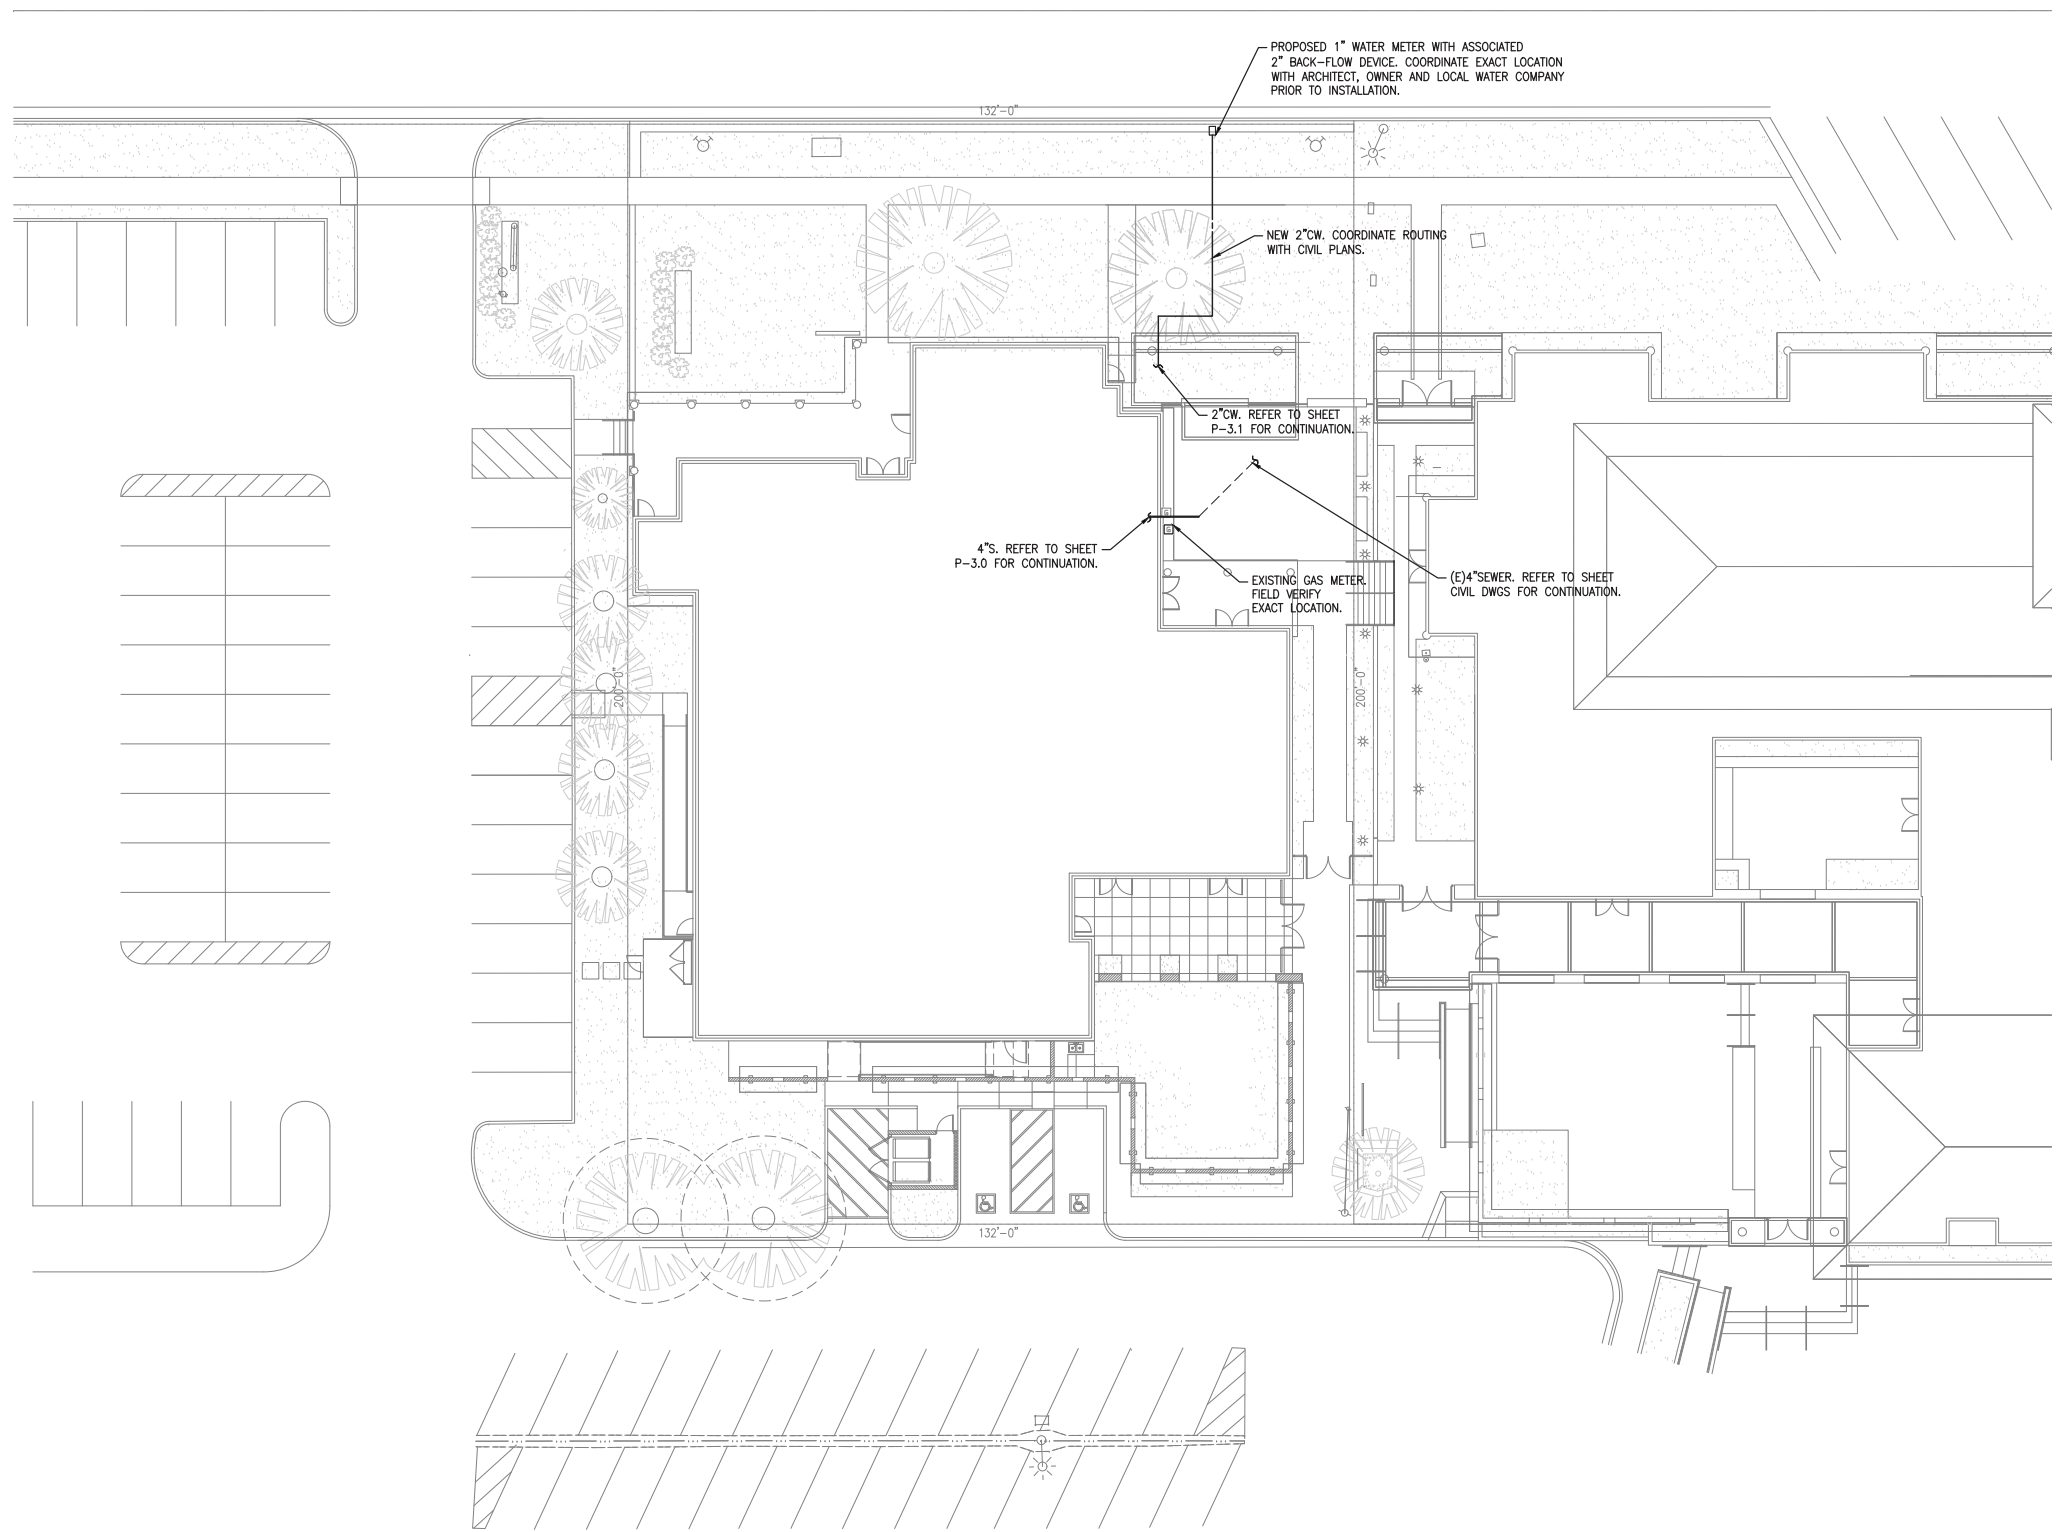 PROPOSED 1" WATER METER WITH ASSOCIATED
2" BACK-FLOW DEVICE. COORDINATE EXACT LOCATION
WITH ARCHITECT, OWNER AND LOCAL WATER COMPANY
PRIOR TO INSTALLATION.
132'-0"
NEW 2"CW. COORDINATE ROUTING
WITH CIVIL PLANS.
2"CW. REFER TO SHEET
P-3.1 FOR CONTINUATION.
4"S. REFER TO SHEET
P-3.0 FOR CONTINUATION.
EXISTING GAS METER.
FIELD VERIFY
EXACT LOCATION.
(E)4"SEWER. REFER TO SHEET
CIVIL DWGS FOR CONTINUATION.
200'-0"
200'-0"
132'-0"